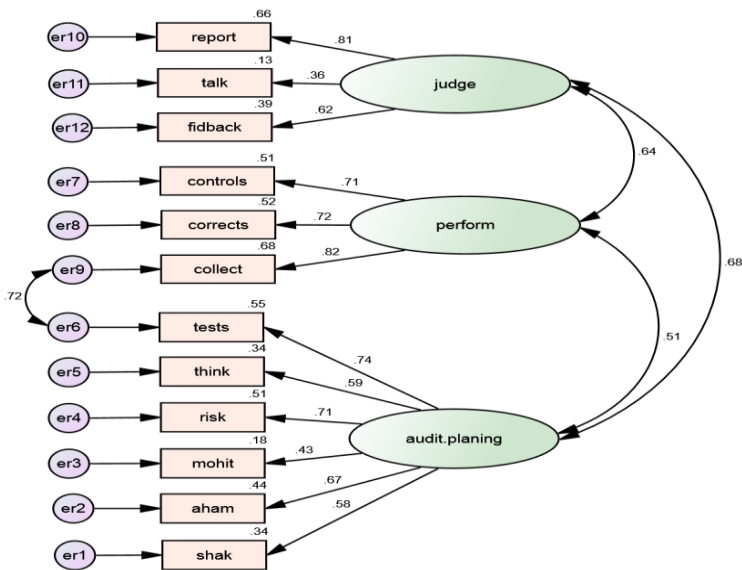 .66
er10 report .81
.13
er11 talk .36 judge
.39
er12 fidback .62
.64
.51
er7 controls .71
.52
er8 corrects .72 perform
.68
er9 collect .82
.68
.72
.55
er6 tests
.51
.34
.74
er5 think .59
.51
er4 risk .71
audit.planing
.18
er3 mohit .43
.44
er2 aham .67
.58
.34
er1 shak